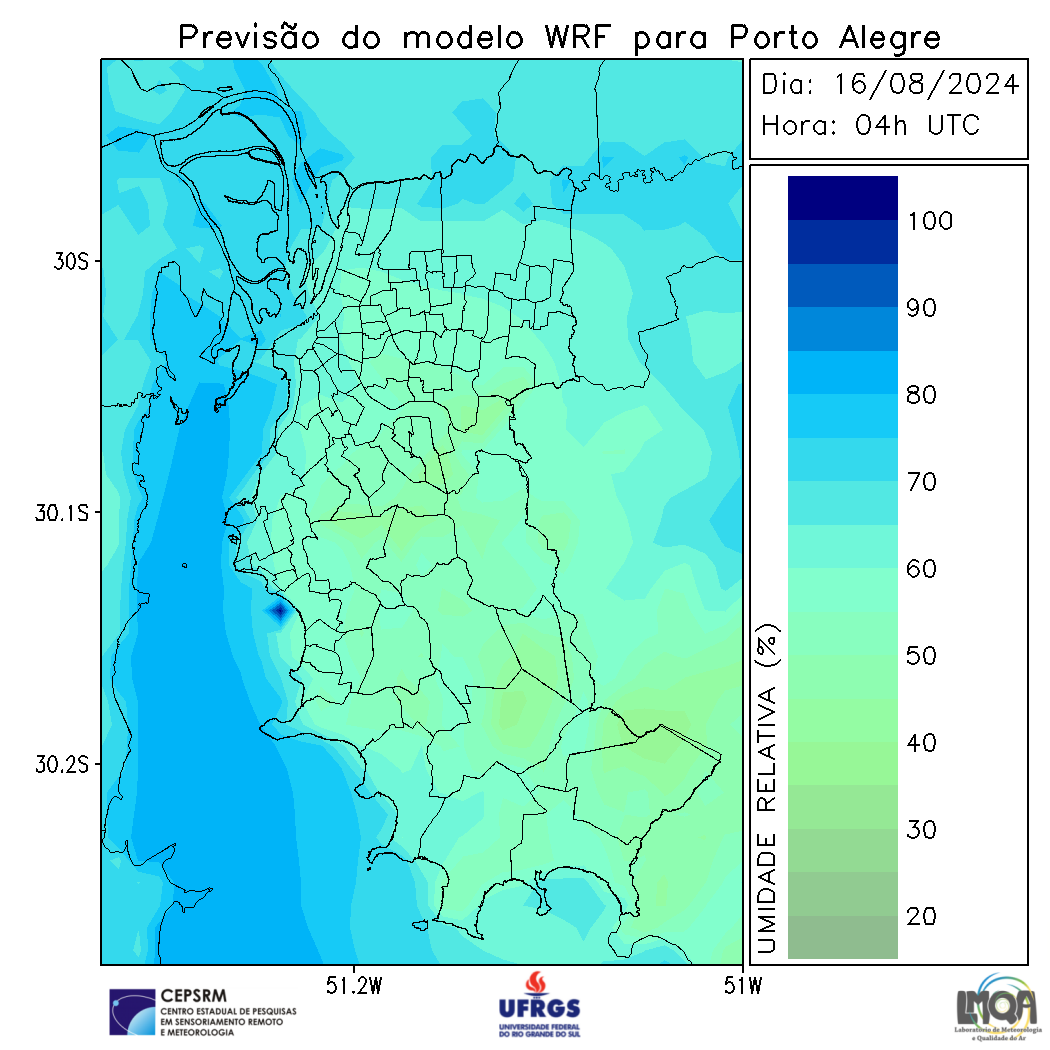 Previsão do modelo WRF para Porto Alegre
Dia: 16/08/2024
Hora: 04h UTC
30S
30.1S
30.2S
51.2W
51W
100
90
80
70
60
50
40
30
20
UMIDADE RELATIVA (%)
CEPSRM
CENTRO ESTADUAL DE PESQUISAS
EM SENSORIAMENTO REMOTO
E METEOROLOGIA
UFRGS
UNIVERSIDADE FEDERAL
DO RIO GRANDE DO SUL
LMQA
Laboratório de Meteorologia
e Qualidade do Ar